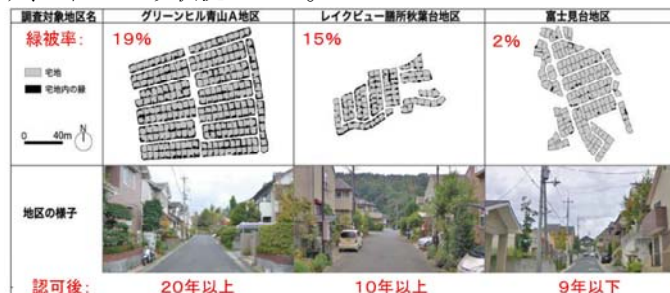 調査対象地区名 グリーンヒル青山A地区 レイクビュー膳所秋葉台地区 富士見台地区
緑被率: 19% 15% 2%
宅地
宅地内の緑
0 40m N
地区の様子
認可後: 20年以上 10年以上 9年以下